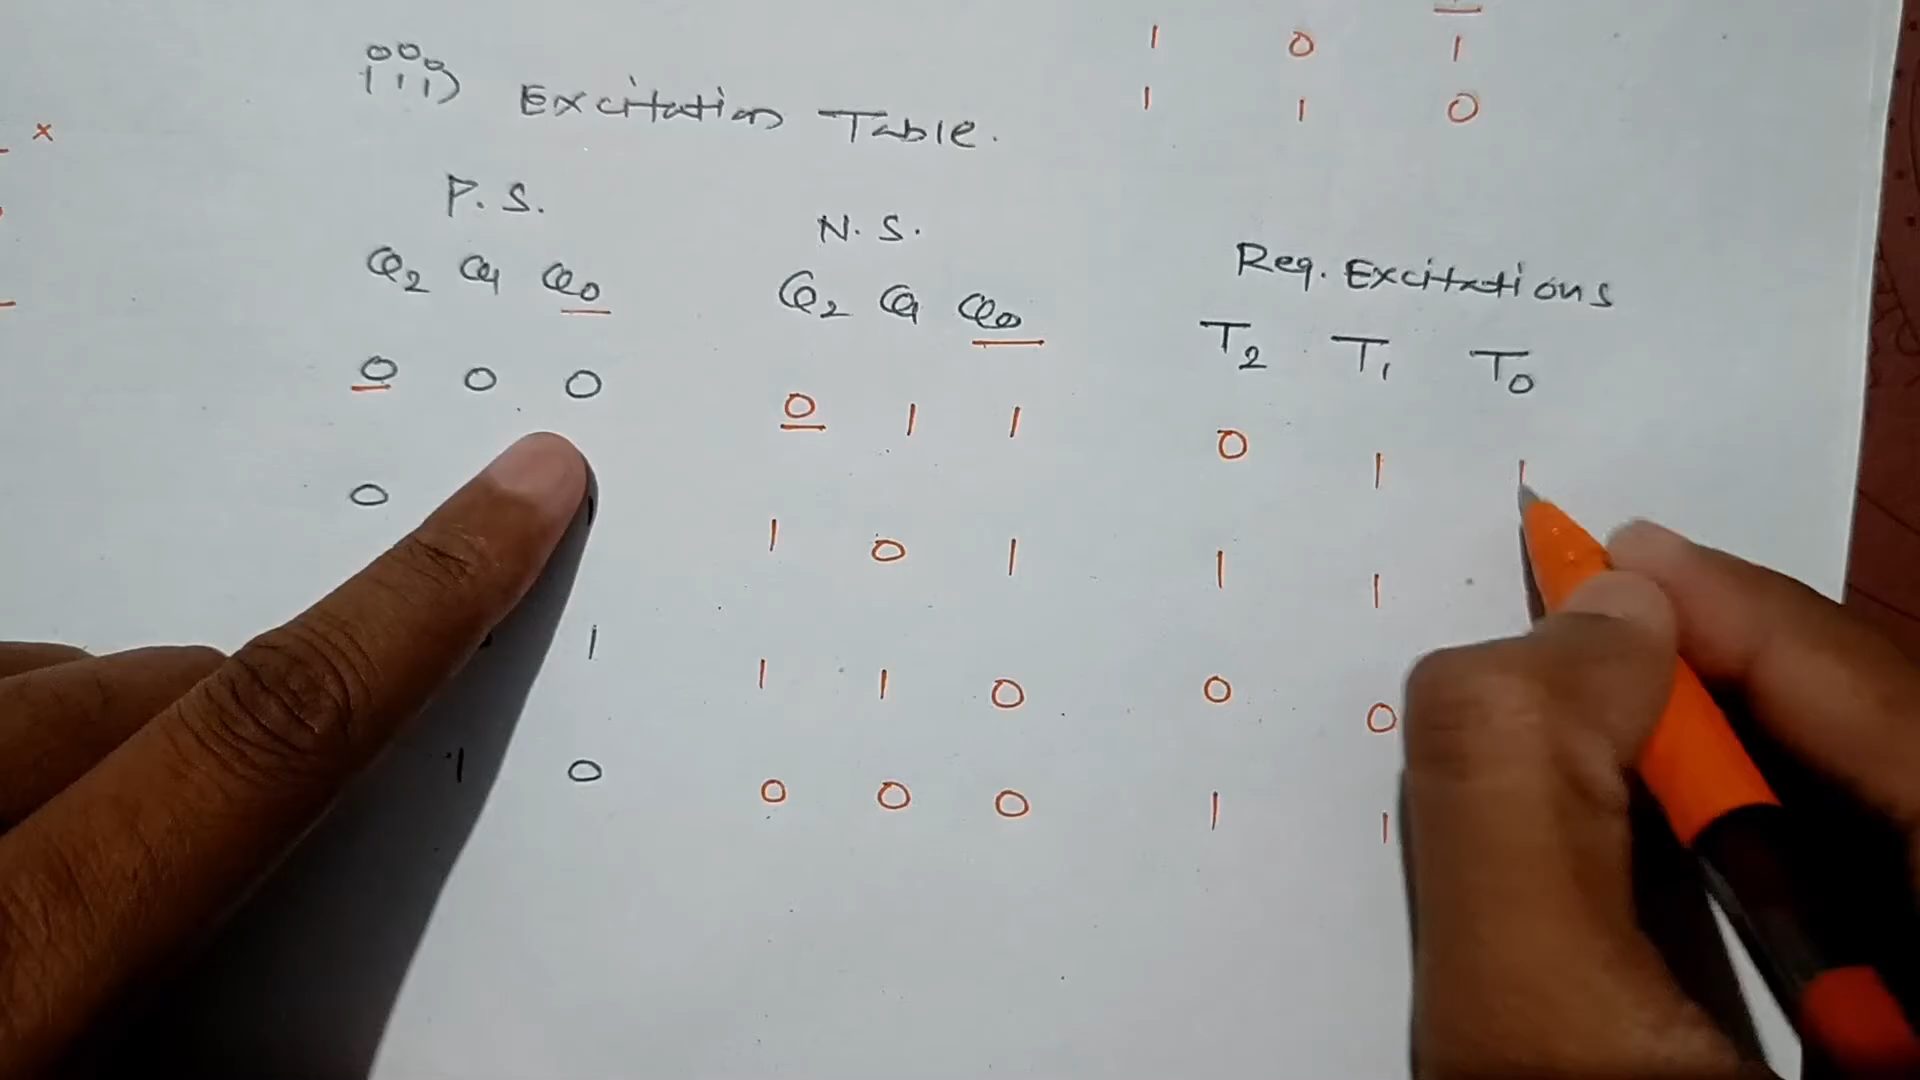 1 0 1
1 1 0
000
111) Excitation Table.
x
P. S. N. S. Req. Excitations
Q2 Q1 Q0 Q2 Q1 Q0 T2 T1 T0
0 0 0 0 1 1 0 1 1
0 1 0 1 1 1
1 1 1 0 0 0
1 0 0 0 0 1 1